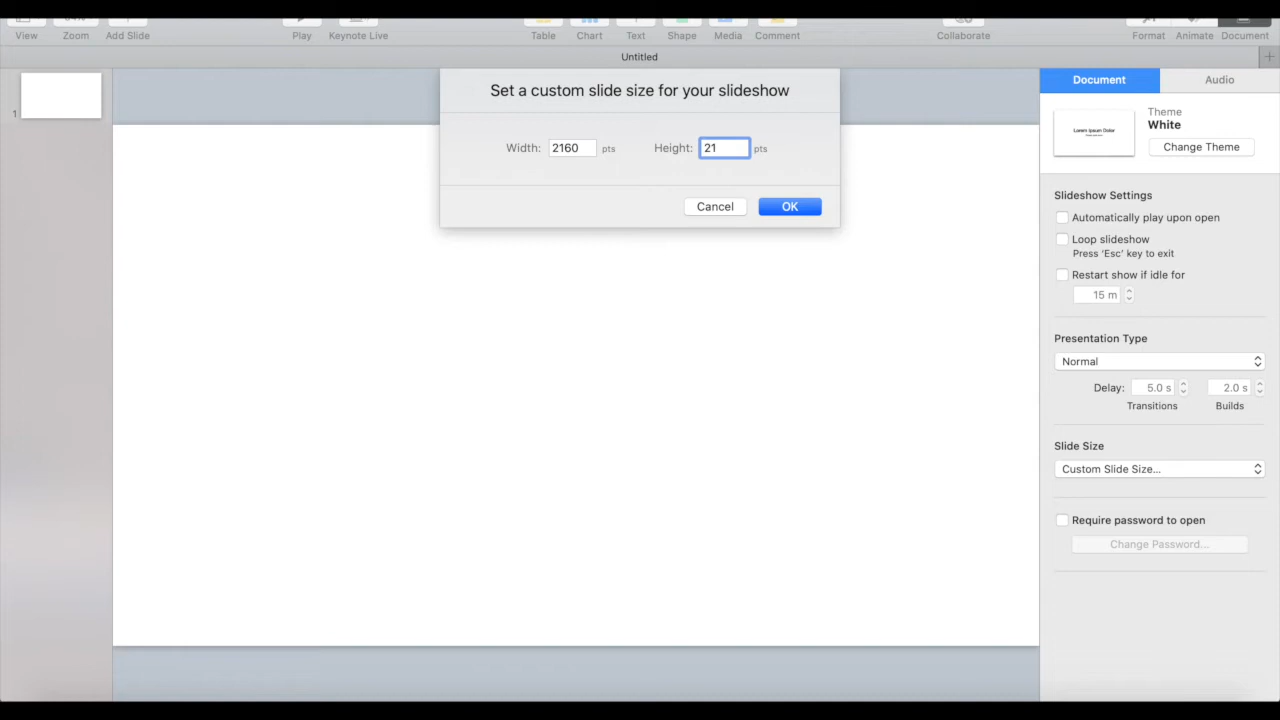 View Zoom Add Slide Play Keynote Live Table Chart Text Shape Media Comment Collaborate Format Animate Document
Untitled
1
Set a custom slide size for your slideshow
Width: 2160 pts Height: 21 pts
Cancel OK
Document Audio
Lorem Ipsum Dolor
Theme
White
Change Theme
Slideshow Settings
Automatically play upon open
Loop slideshow
Press ‘Esc’ key to exit
Restart show if idle for
15 m
Presentation Type
Normal
Delay: 5.0 s 2.0 s
Transitions Builds
Slide Size
Custom Slide Size...
Require password to open
Change Password...